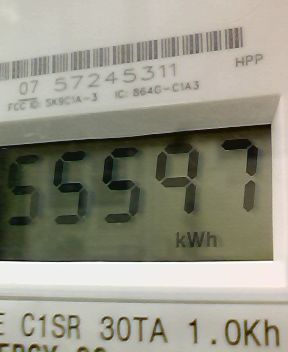 HPP
07 57245311
FCC ID: SK9C1A-3 IC: 864G-C1A3
55597
kWh
C1SR 30TA 1.0Kh